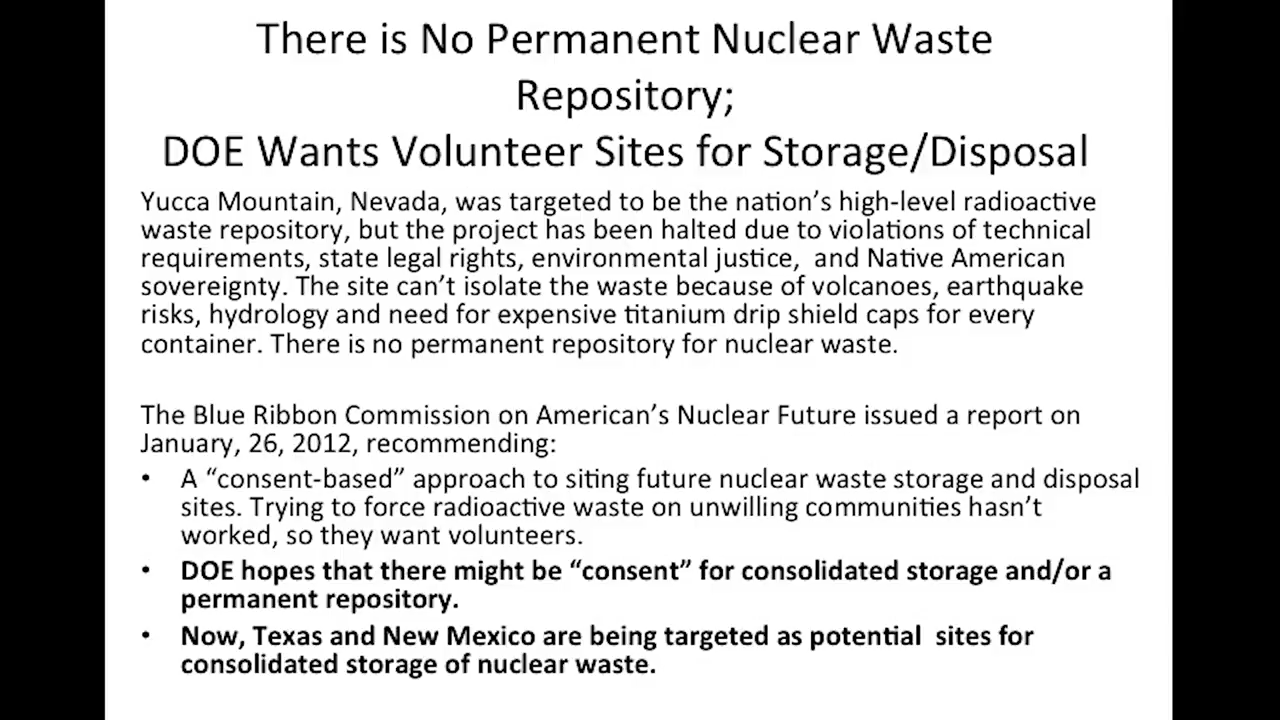 There is No Permanent Nuclear Waste
Repository;
DOE Wants Volunteer Sites for Storage/Disposal
Yucca Mountain, Nevada, was targeted to be the nation’s high-level radioactive
waste repository, but the project has been halted due to violations of technical
requirements, state legal rights, environmental justice,  and Native American
sovereignty. The site can’t isolate the waste because of volcanoes, earthquake
risks, hydrology and need for expensive titanium drip shield caps for every
container. There is no permanent repository for nuclear waste.
The Blue Ribbon Commission on American’s Nuclear Future issued a report on
January, 26, 2012, recommending:
• A “consent-based” approach to siting future nuclear waste storage and disposal
sites. Trying to force radioactive waste on unwilling communities hasn’t
worked, so they want volunteers.
• DOE hopes that there might be “consent” for consolidated storage and/or a
permanent repository.
• Now, Texas and New Mexico are being targeted as potential  sites for
consolidated storage of nuclear waste.